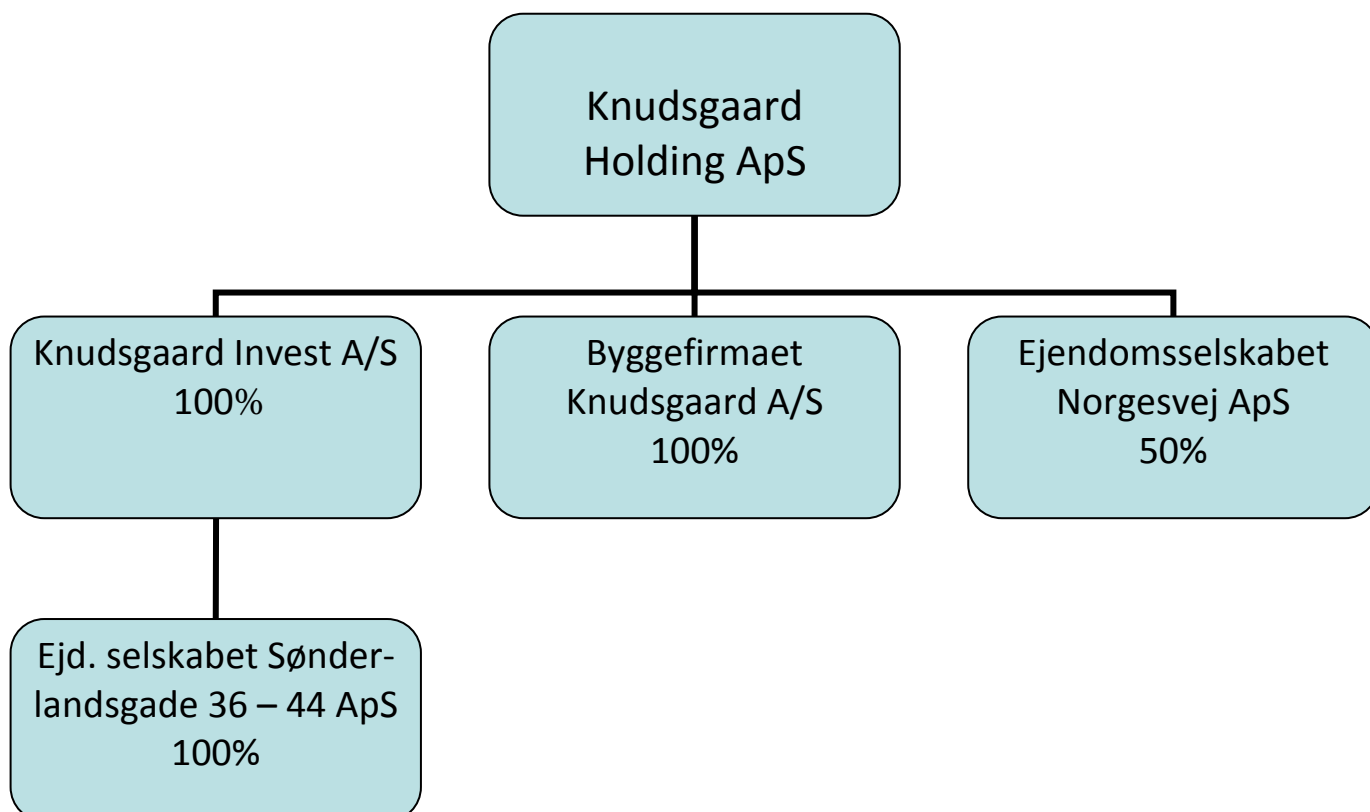 Knudsgaard
Holding ApS
Knudsgaard Invest A/S
100%
Byggefirmaet
Knudsgaard A/S
100%
Ejendomsselskabet
Norgesvej ApS
50%
Ejd. selskabet Sønder-
landsgade 36 – 44 ApS
100%